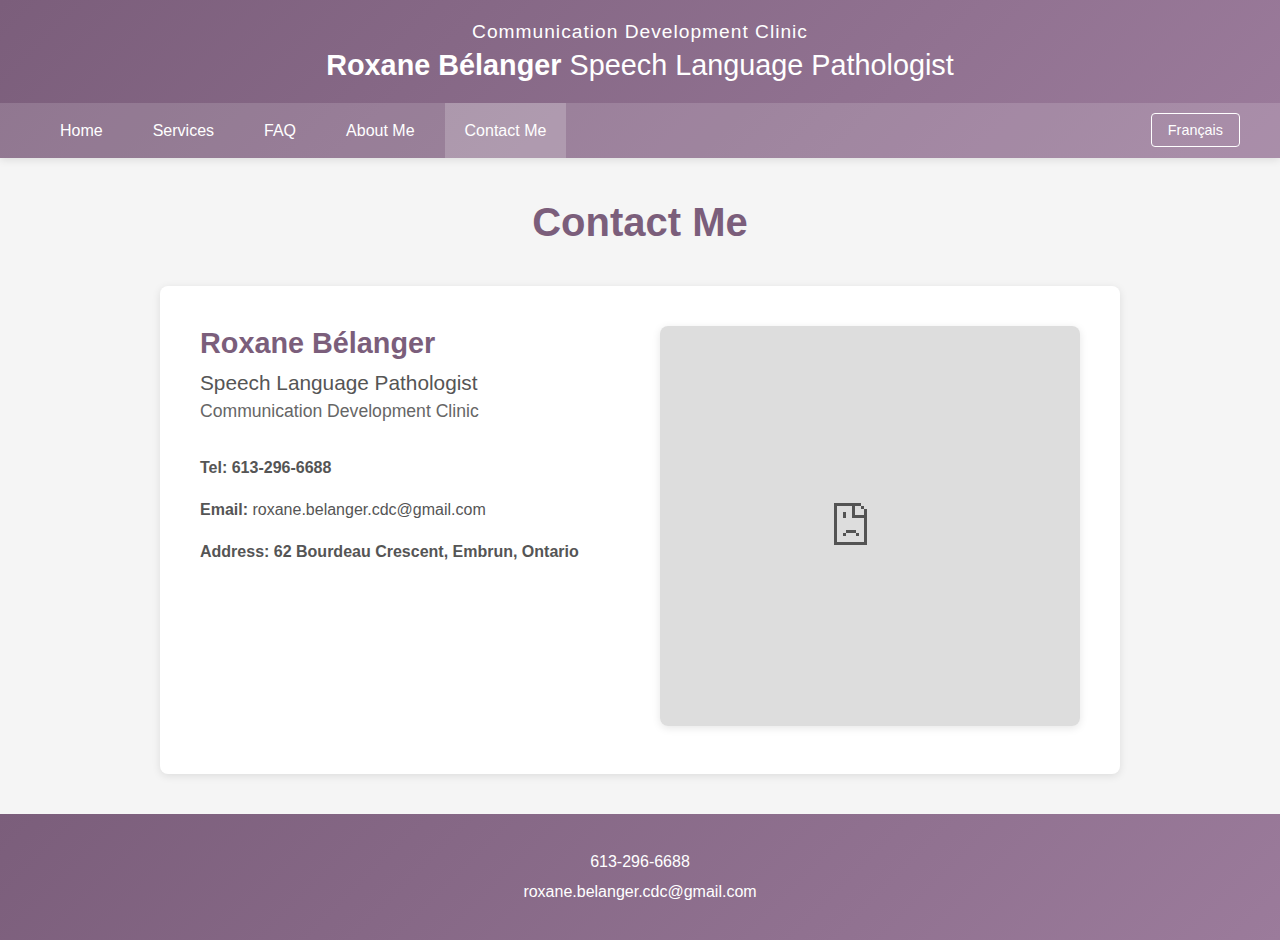 Communication Development Clinic
Roxane Bélanger Speech Language Pathologist
Home
Services
FAQ
About Me
Contact Me
Français
Contact Me
Roxane Bélanger
Speech Language Pathologist
Communication Development Clinic
Tel: 613-296-6688
Email: roxane.belanger.cdc@gmail.com
Address: 62 Bourdeau Crescent, Embrun, Ontario
613-296-6688
roxane.belanger.cdc@gmail.com